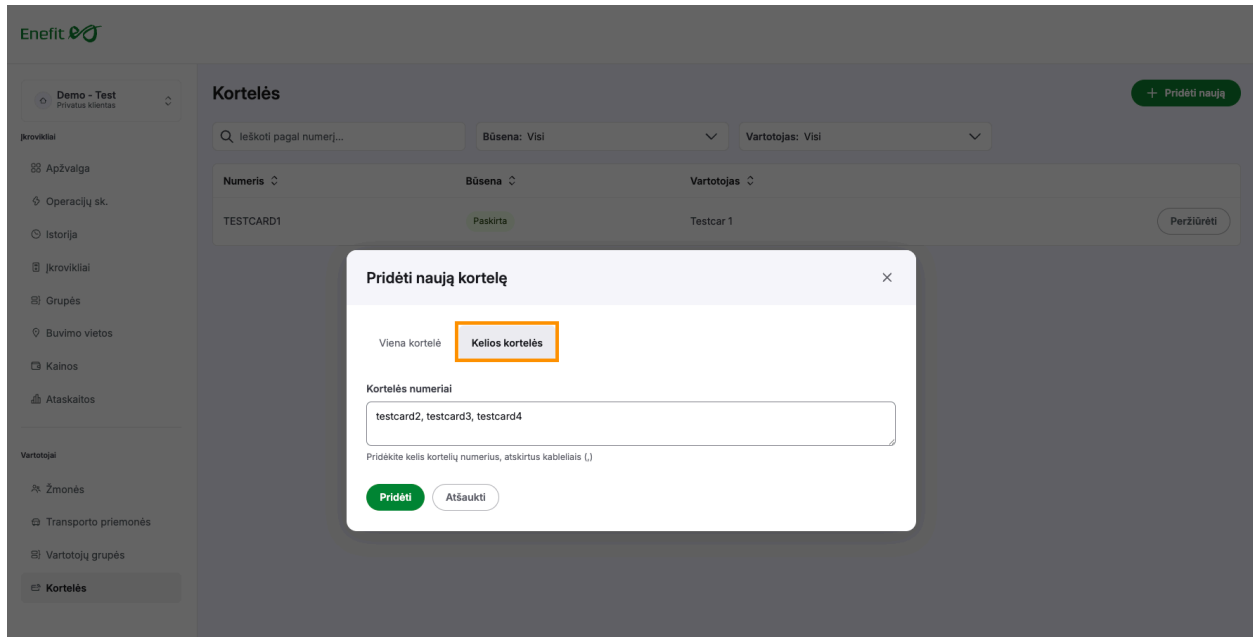 Enefit
Demo - Test
Privatus klientas
Įkrovikliai
Apžvalga
Operacijų sk.
Istorija
Įkrovikliai
Grupės
Buvimo vietos
Kainos
Ataskaitos
Vartotojai
Žmonės
Transporto priemonės
Vartotojų grupės
Kortelės
Kortelės
+ Pridėti naują
Ieškoti pagal numerį...
Būsena: Visi
Vartotojas: Visi
Numeris Būsena Vartotojas
TESTCARD1 Paskirta Testcar 1 Peržiūrėti
Pridėti naują kortelę
Viena kortelė Kelios kortelės
Kortelės numeriai
testcard2, testcard3, testcard4
Pridėkite kelis kortelių numerius, atskirtus kableliais (,)
Pridėti Atšaukti